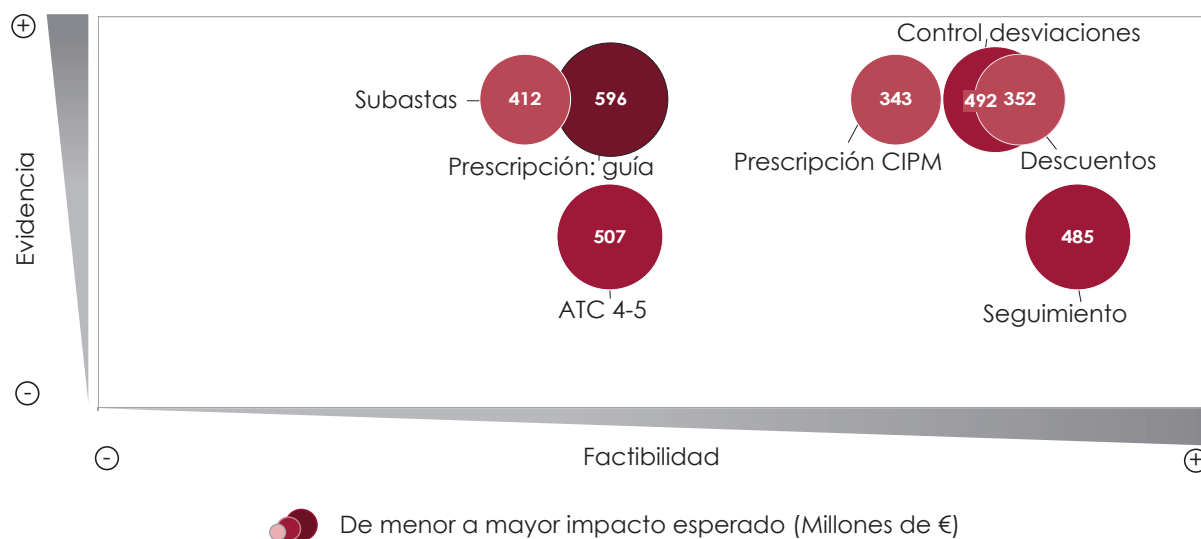 +
Control desviaciones
Subastas
412
596
343
492
352
Prescripción: guía
Prescripción CIPM
Descuentos
Evidencia
507
485
ATC 4-5
Seguimiento
-
-
Factibilidad
+
De menor a mayor impacto esperado (Millones de €)